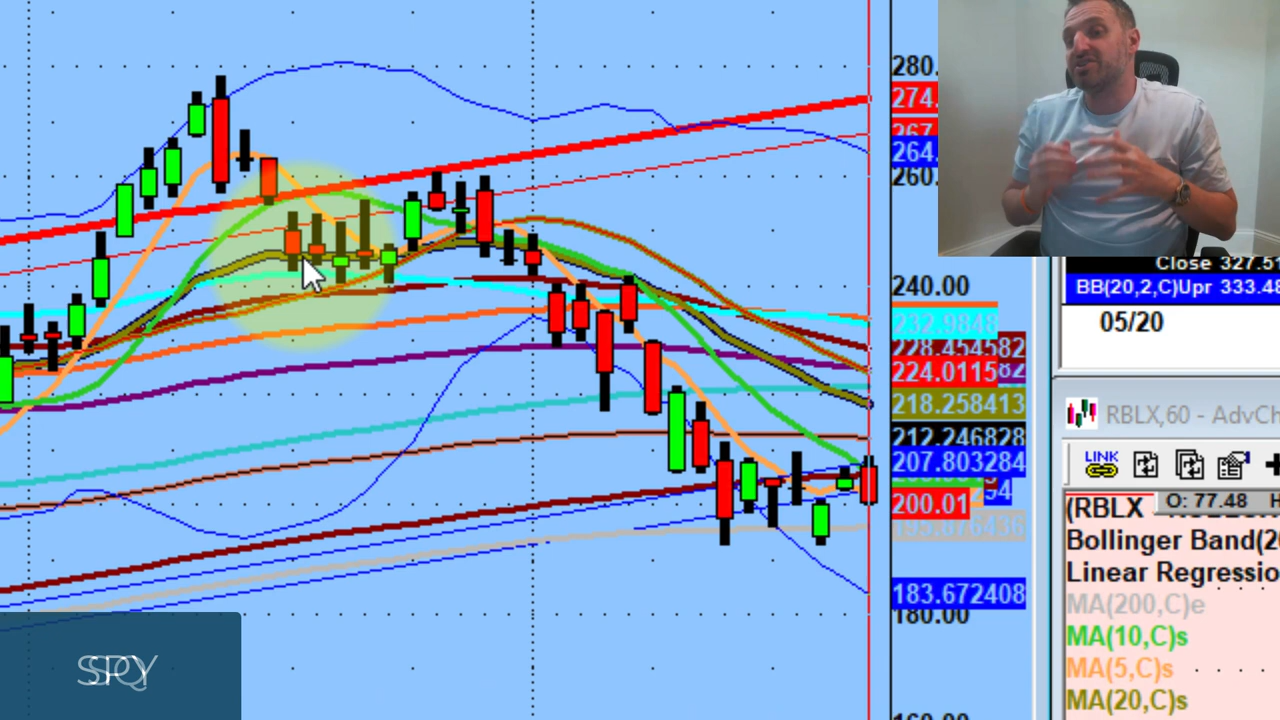 280.
274.
267.
264.
260.
240.00
232.9848
228.454582
224.0115
218.258413
212.246828
207.803284
200.01
183.672408
180.00
Close 327.51
BB(20,2,C)Upr 333.48
05/20
RBLX,60 - AdvCh
LINK
O: 77.48 H
(RBLX
Bollinger Band(20
Linear Regressio
MA(200,C)e
MA(10,C)s
MA(5,C)s
MA(20,C)s